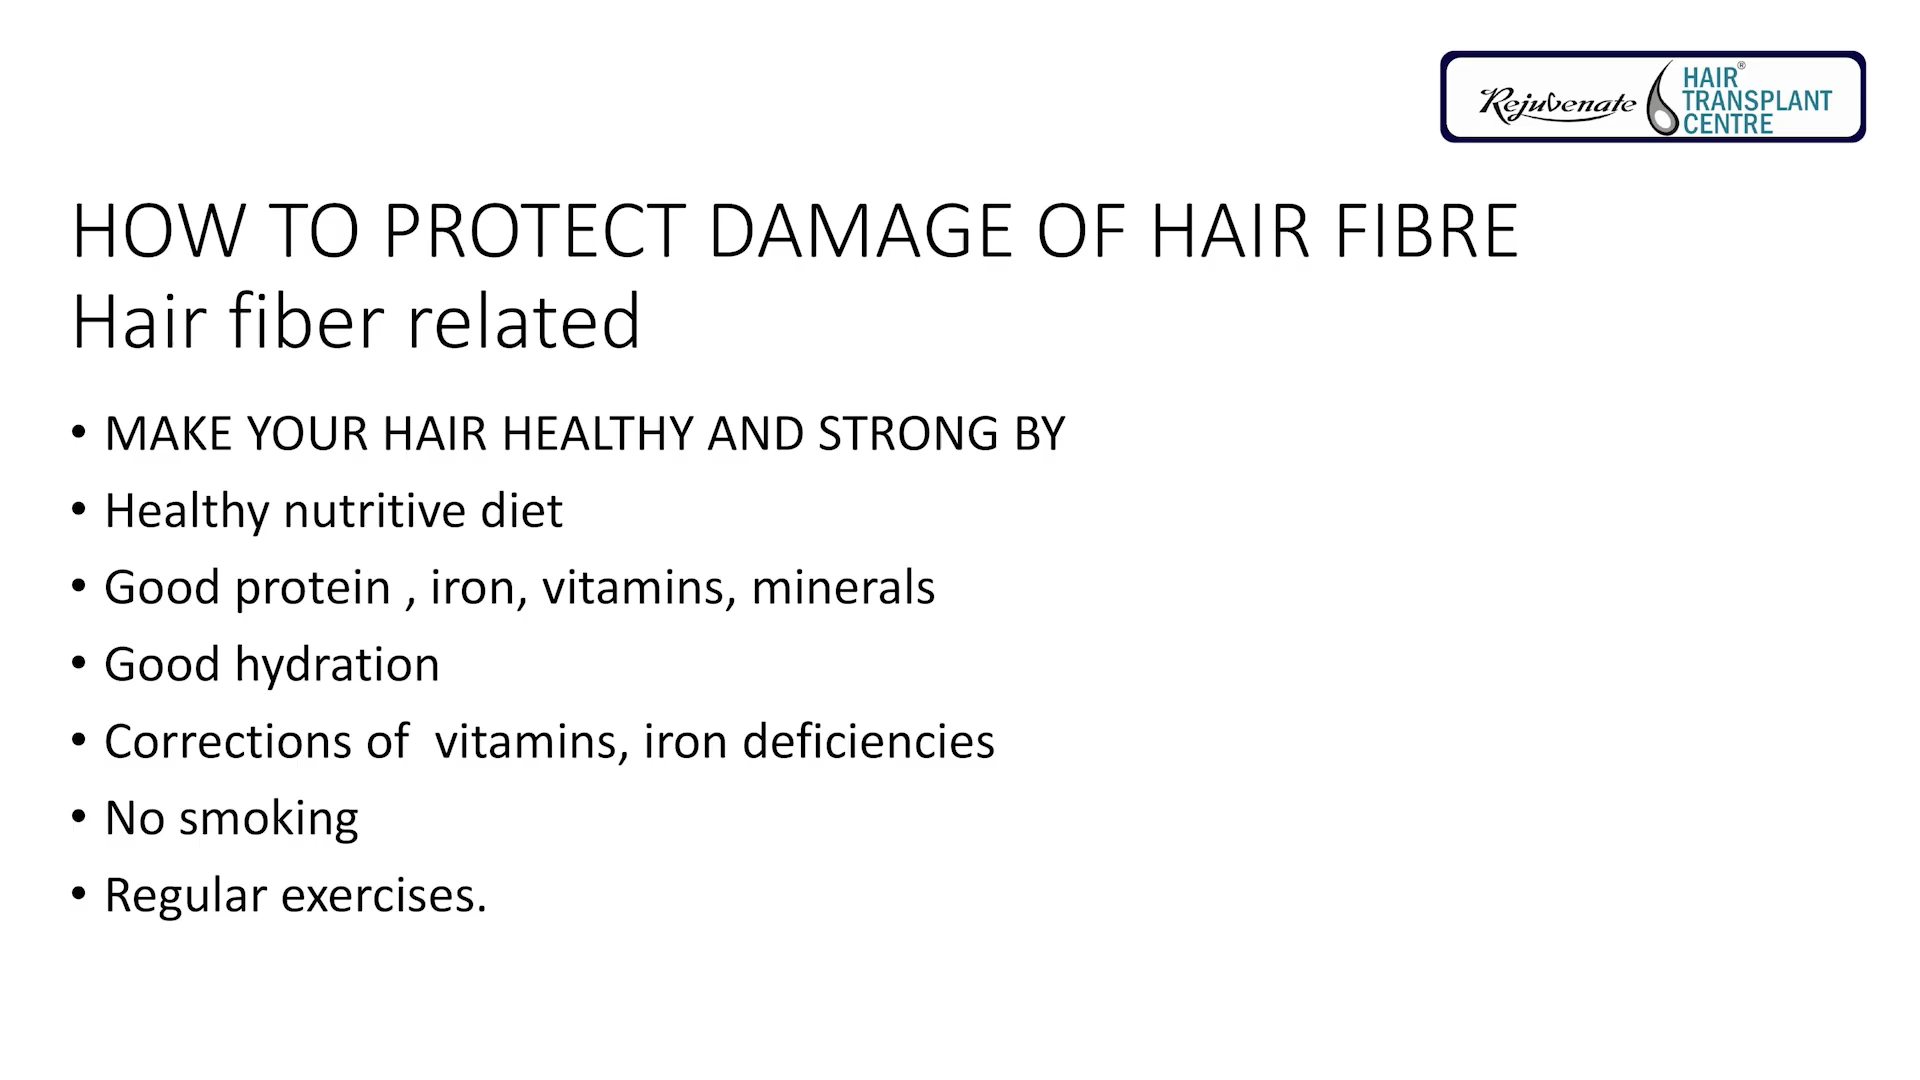 Rejuvenate
HAIR®
TRANSPLANT
CENTRE
HOW TO PROTECT DAMAGE OF HAIR FIBRE
Hair fiber related
• MAKE YOUR HAIR HEALTHY AND STRONG BY
• Healthy nutritive diet
• Good protein , iron, vitamins, minerals
• Good hydration
• Corrections of  vitamins, iron deficiencies
• No smoking
• Regular exercises.